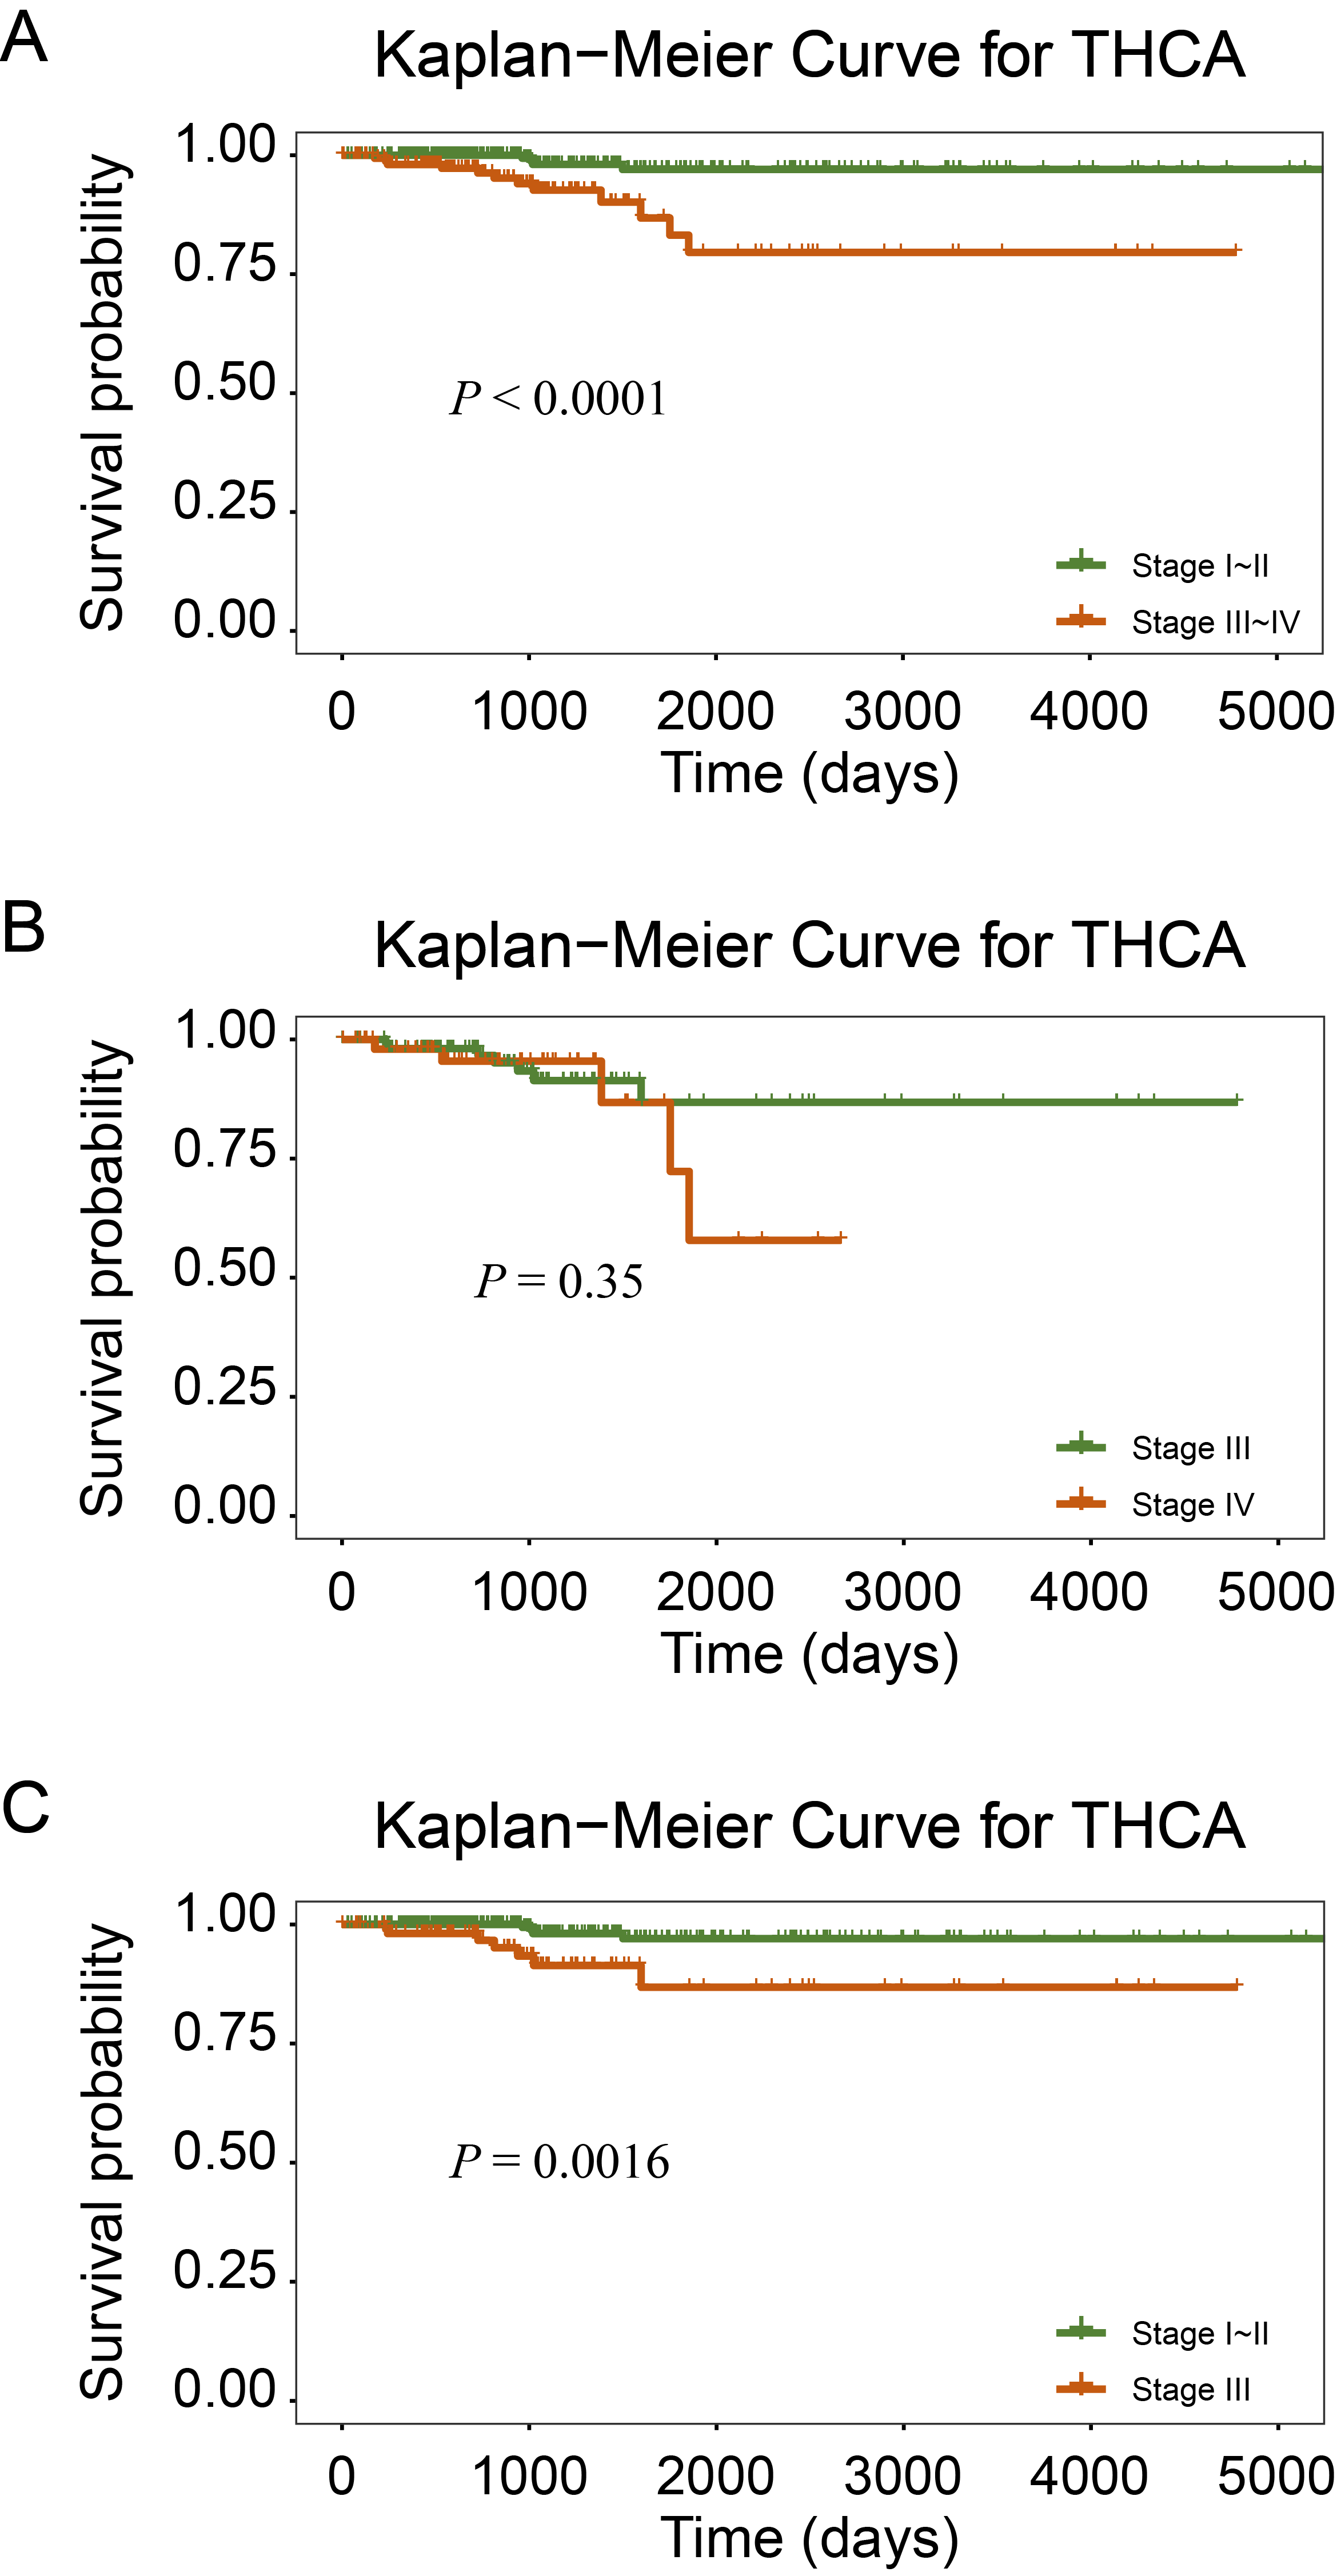 A
Kaplan−Meier Curve for THCA
Survival probability
1.00
0.75
0.50
0.25
0.00
P < 0.0001
Stage I~II
Stage III~IV
0 1000 2000 3000 4000 5000
Time (days)
B
Kaplan−Meier Curve for THCA
Survival probability
1.00
0.75
0.50
0.25
0.00
P = 0.35
Stage III
Stage IV
0 1000 2000 3000 4000 5000
Time (days)
C
Kaplan−Meier Curve for THCA
Survival probability
1.00
0.75
0.50
0.25
0.00
P = 0.0016
Stage I~II
Stage III
0 1000 2000 3000 4000 5000
Time (days)